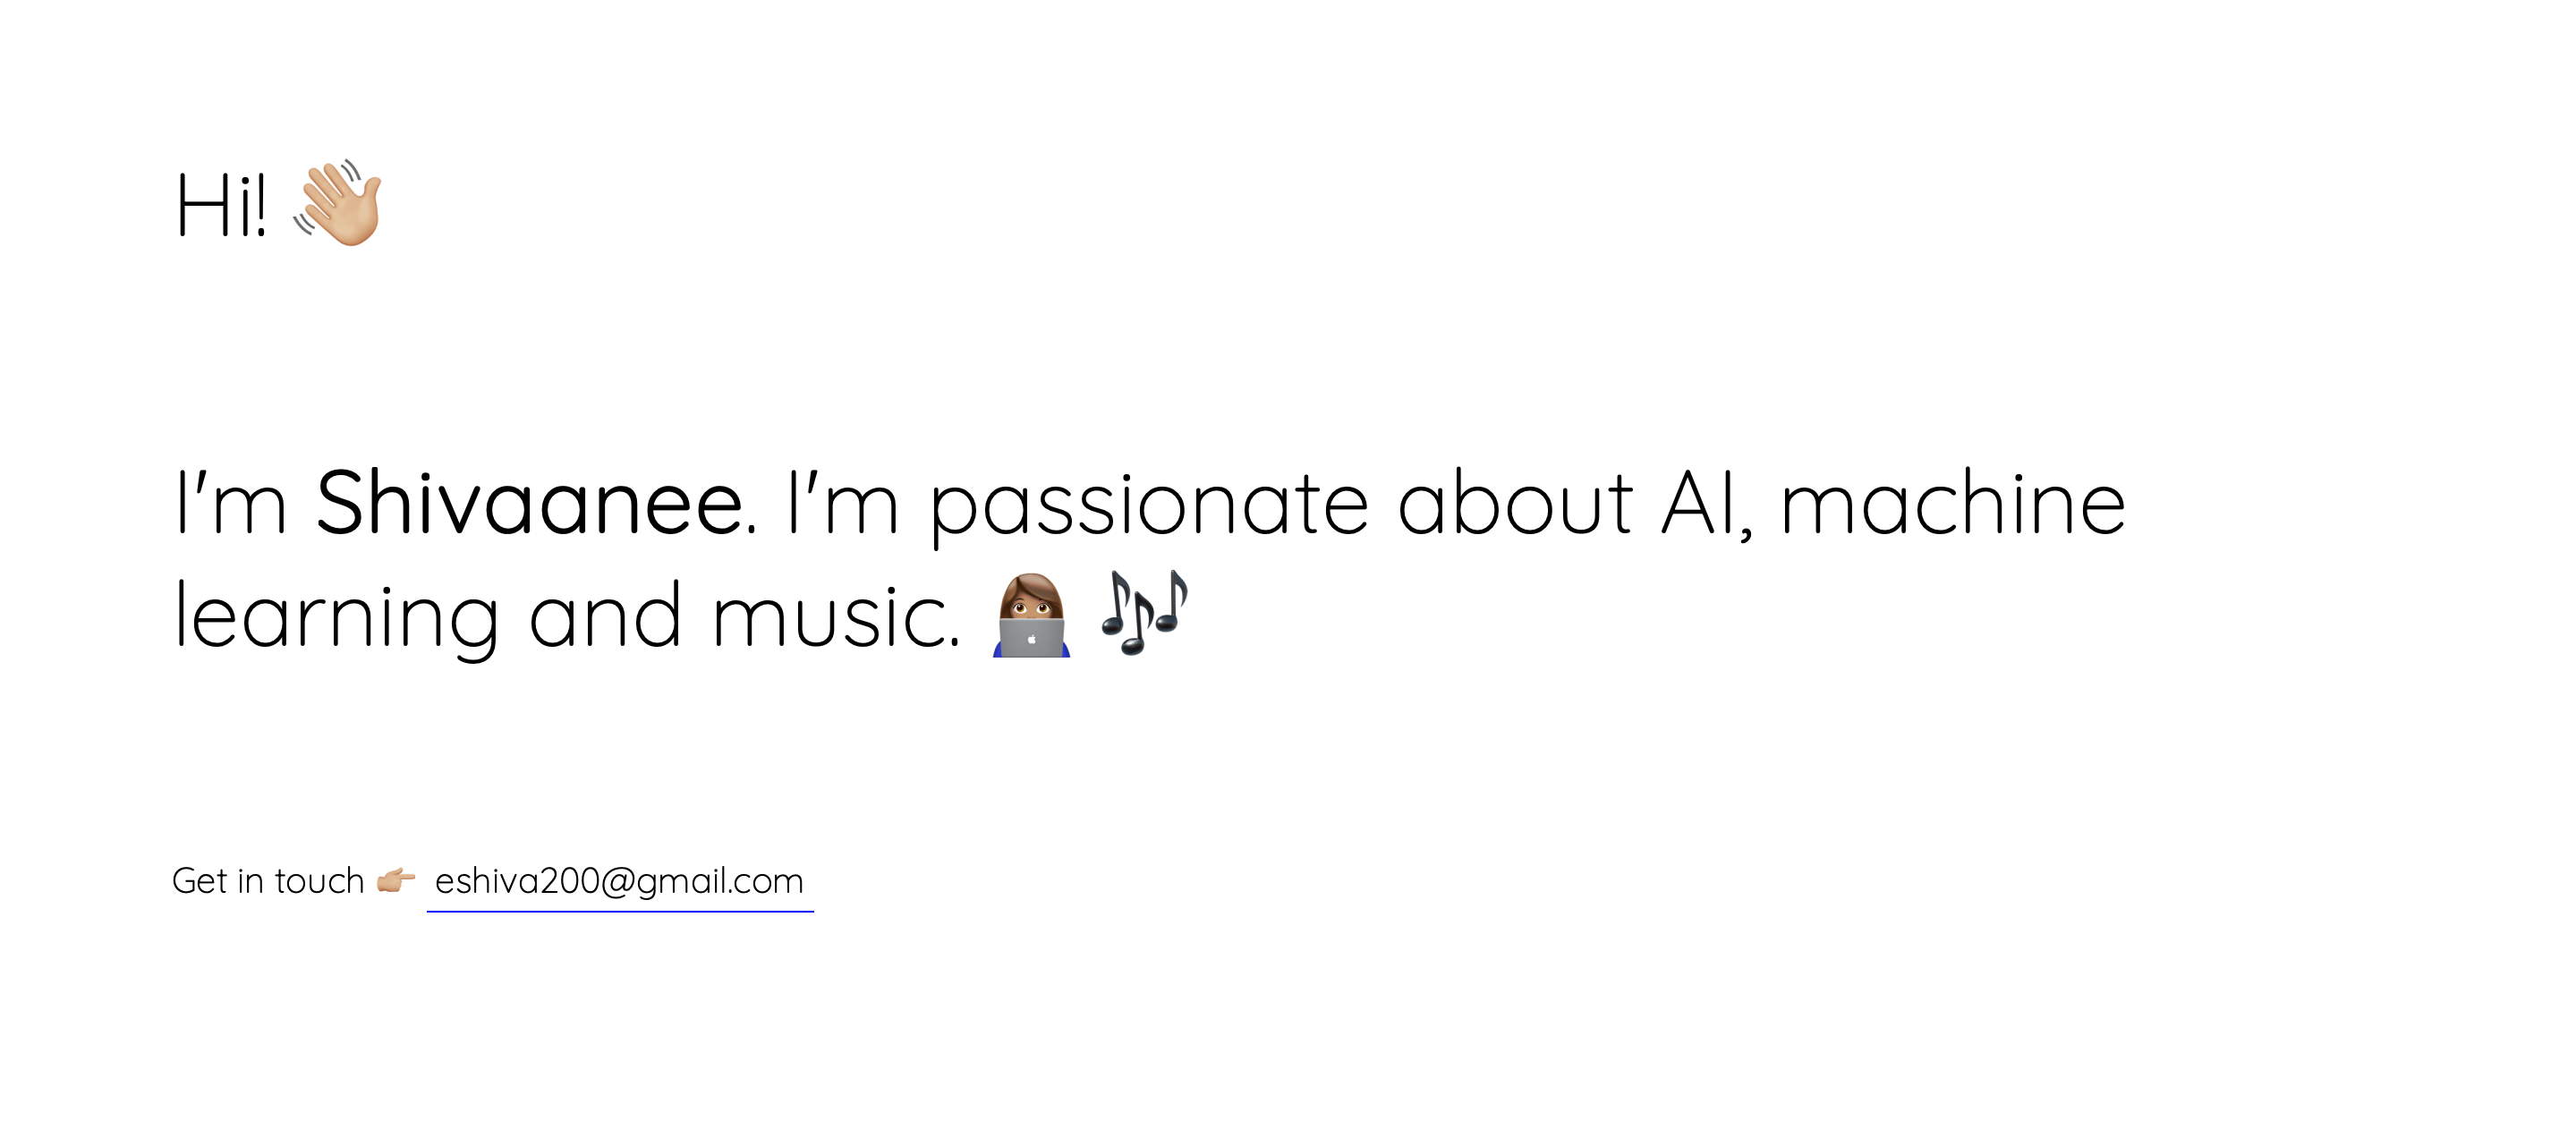 Hi! 👋🏼
I'm Shivaanee. I'm passionate about AI, machine
learning and music. 👩🏽‍💻 🎶
Get in touch 👉🏼 eshiva200@gmail.com